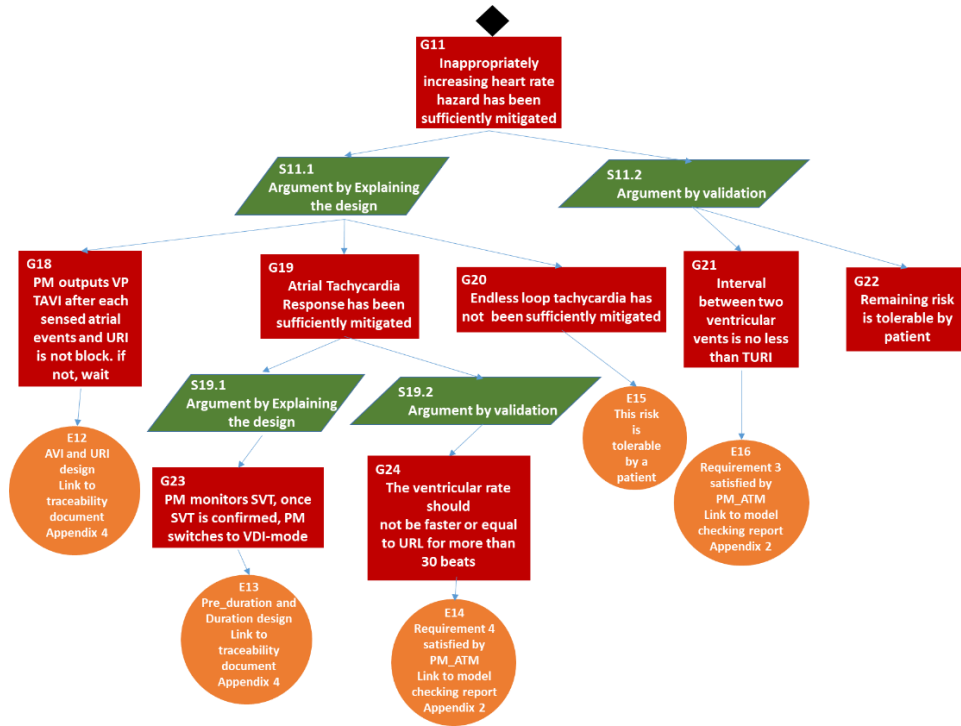 G11
Inappropriately
increasing heart rate
hazard has been
sufficiently mitigated
S11.1
Argument by Explaining
the design
S11.2
Argument by validation
G18
PM outputs VP
TAVI after each
sensed atrial
events and URI
is not block. if
not, wait
G19
Atrial Tachycardia
Response has been
sufficiently mitigated
G20
Endless loop tachycardia has
not been sufficiently mitigated
G21
Interval
between two
ventricular
vents is no less
than TURI
G22
Remaining risk
is tolerable by
patient
S19.1
Argument by Explaining
the design
S19.2
Argument by validation
E15
This risk
is
tolerable
by a
patient
E12
AVI and URI
design
Link to
traceability
document
Appendix 4
E16
Requirement 3
satisfied by
PM_ATM
Link to model
checking report
Appendix 2
G23
PM monitors SVT, once
SVT is confirmed, PM
switches to VDI-mode
G24
The ventricular rate
should
not be faster or equal
to URL for more than
30 beats
E13
Pre_duration and
Duration design
Link to
traceability
document
Appendix 4
E14
Requirement 4
satisfied by
PM_ATM
Link to model
checking report
Appendix 2